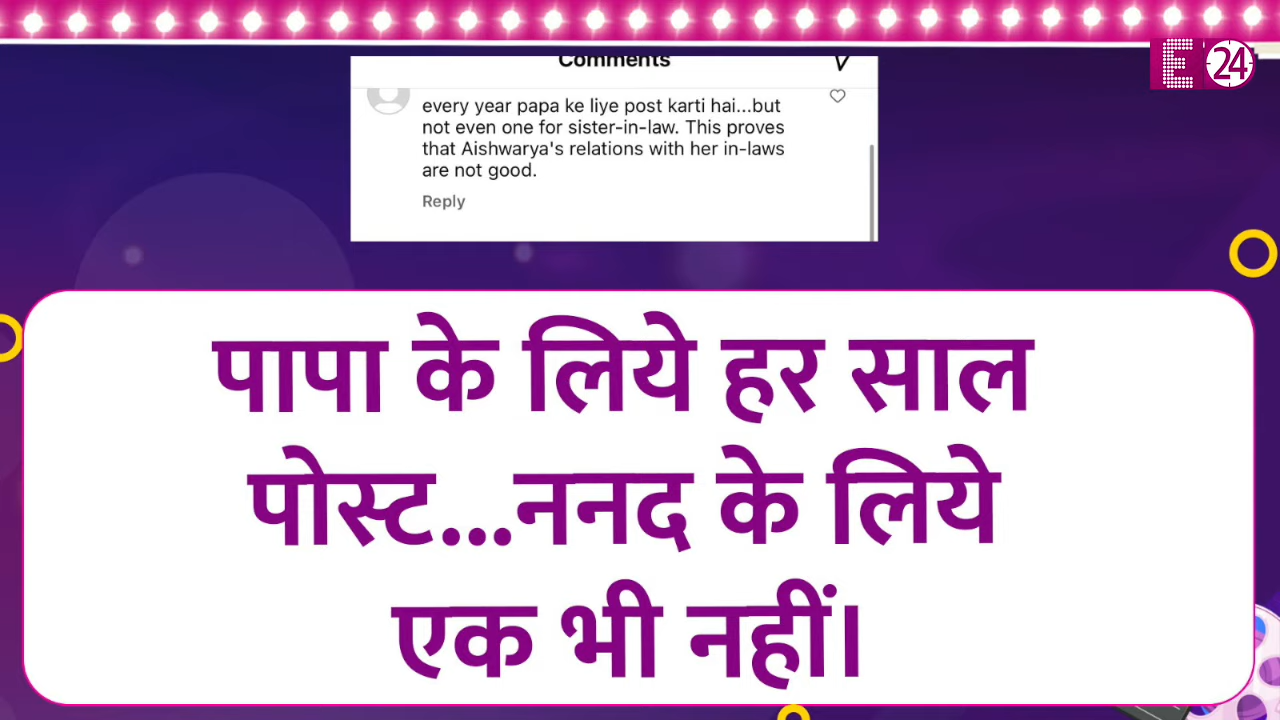 Comments
E 24
every year papa ke liye post karti hai...but
not even one for sister-in-law. This proves
that Aishwarya's relations with her in-laws
are not good.
Reply
पापा के लिये हर साल
पोस्ट...ननद के लिये
एक भी नहीं।